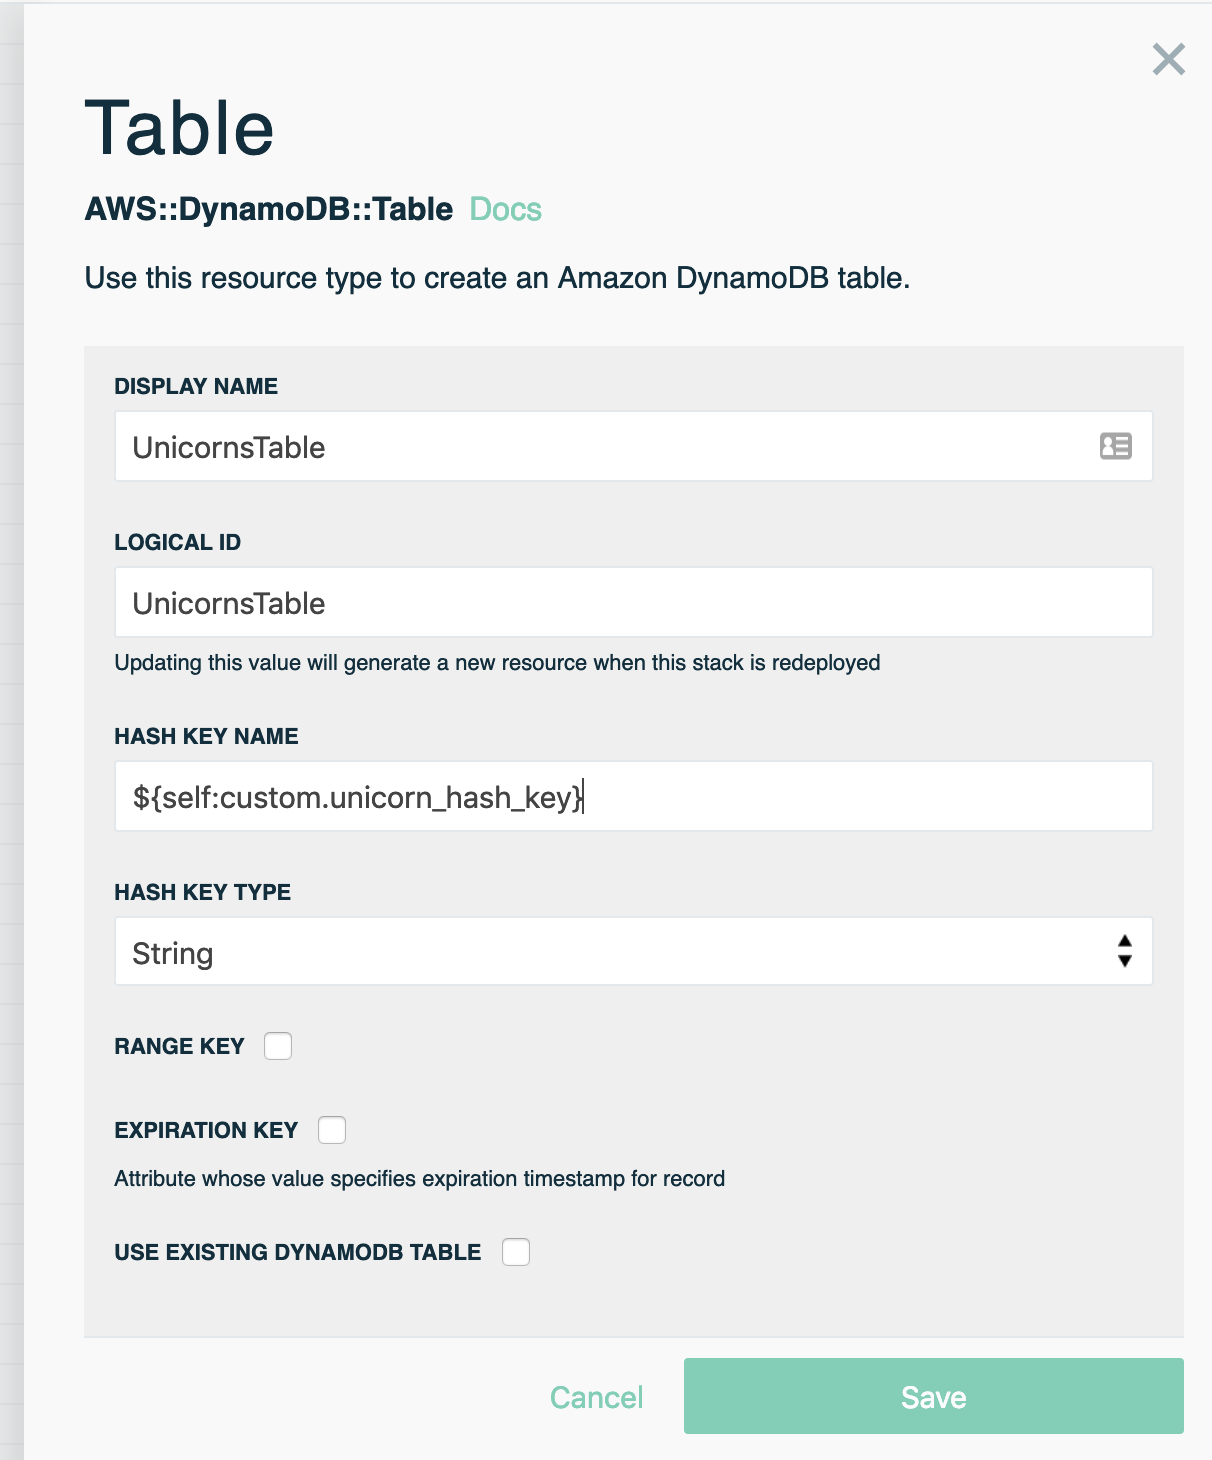 Table
AWS::DynamoDB::Table Docs
Use this resource type to create an Amazon DynamoDB table.
DISPLAY NAME
UnicornsTable
LOGICAL ID
UnicornsTable
Updating this value will generate a new resource when this stack is redeployed
HASH KEY NAME
${self:custom.unicorn_hash_key}
HASH KEY TYPE
String
RANGE KEY
EXPIRATION KEY
Attribute whose value specifies expiration timestamp for record
USE EXISTING DYNAMODB TABLE
Cancel Save